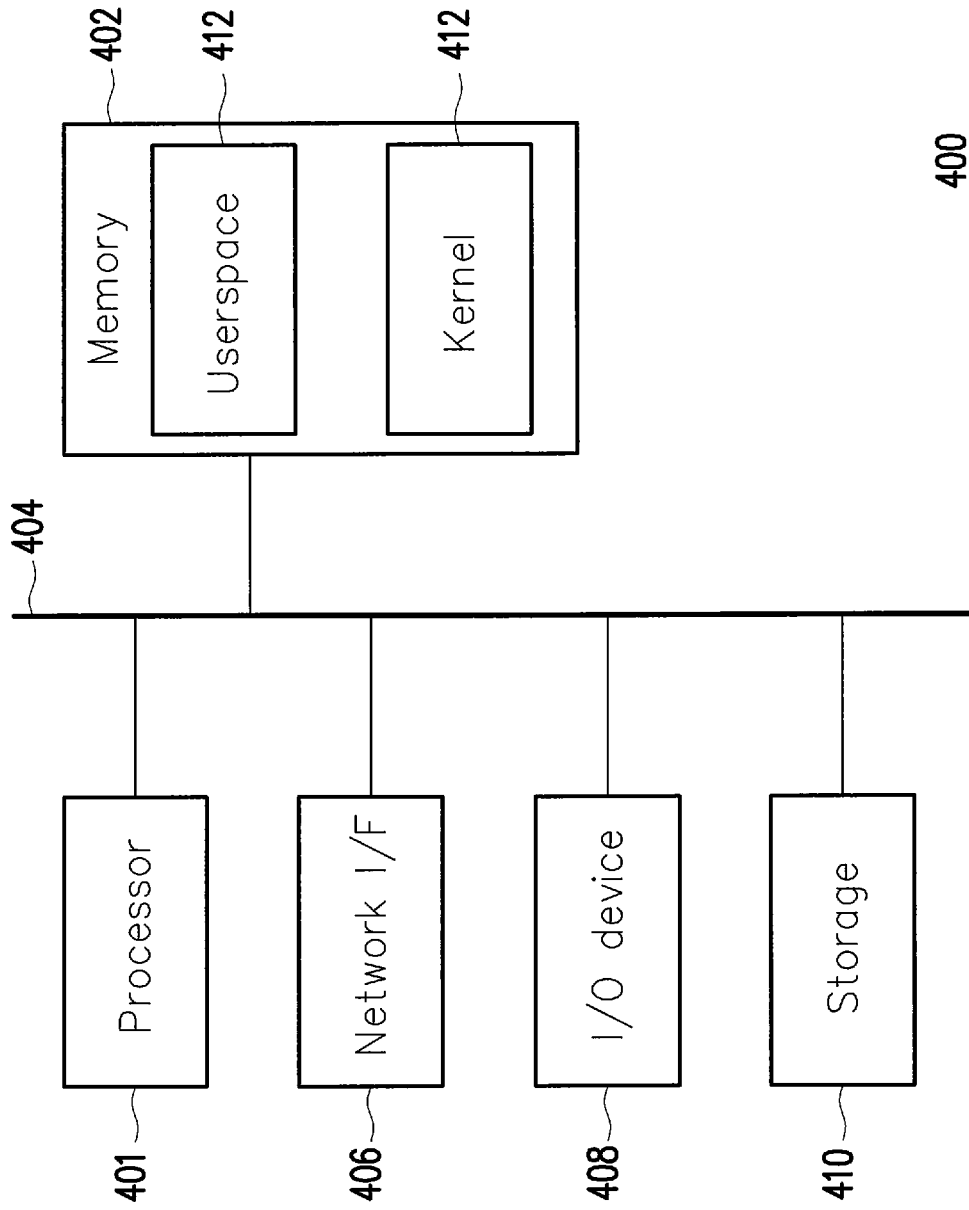 404
402
Memory
412
Userspace
412
Kernel
401
Processor
406
Network I/F
408
I/O device
410
Storage
400